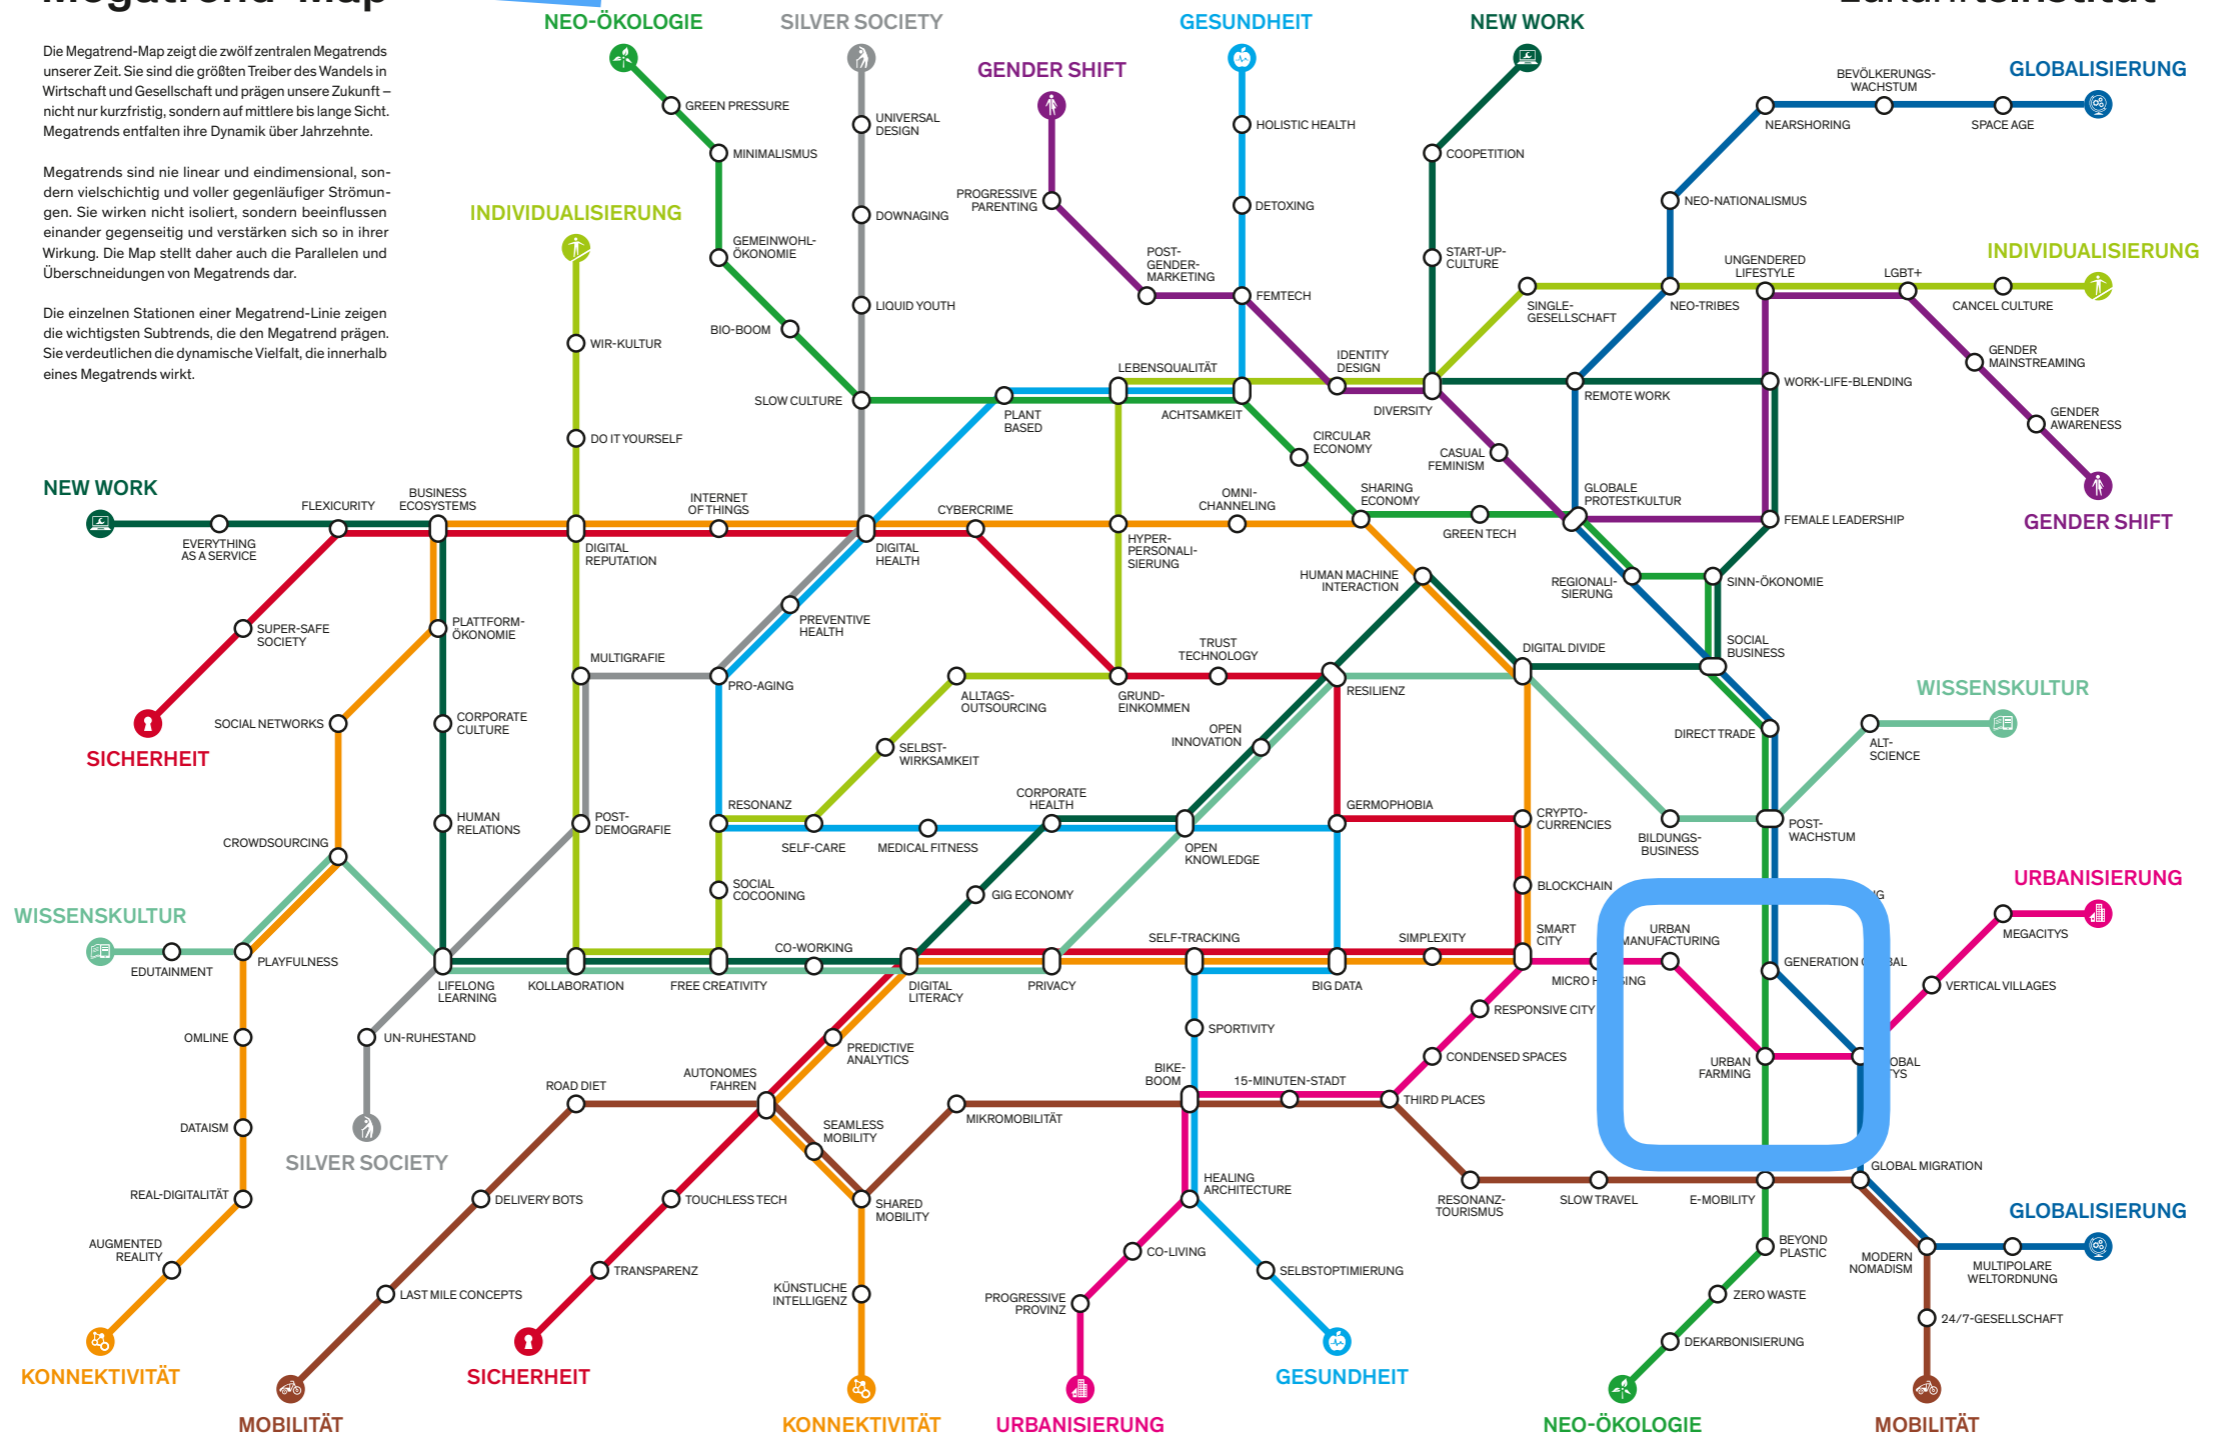 Megatrend-Map
Die Megatrend-Map zeigt die zwölf zentralen Megatrends
unserer Zeit. Sie sind die größten Treiber des Wandels in
Wirtschaft und Gesellschaft und prägen unsere Zukunft –
nicht nur kurzfristig, sondern auf mittlere bis lange Sicht.
Megatrends entfalten ihre Dynamik über Jahrzehnte.
Megatrends sind nie linear und eindimensional, son-
dern vielschichtig und voller gegenläufiger Strömun-
gen. Sie wirken nicht isoliert, sondern beeinflussen
einander gegenseitig und verstärken sich so in ihrer
Wirkung. Die Map stellt daher auch die Parallelen und
Überschneidungen von Megatrends dar.
Die einzelnen Stationen einer Megatrend-Linie zeigen
die wichtigsten Subtrends, die den Megatrend prägen.
Sie verdeutlichen die dynamische Vielfalt, die innerhalb
eines Megatrends wirkt.
NEO-ÖKOLOGIE
SILVER SOCIETY
GENDER SHIFT
GESUNDHEIT
NEW WORK
GLOBALISIERUNG
GREEN PRESSURE
UNIVERSAL
DESIGN
HOLISTIC HEALTH
BEVÖLKERUNGS-
WACHSTUM
NEARSHORING
SPACE AGE
MINIMALISMUS
COOPETITION
PROGRESSIVE
PARENTING
DETOXING
NEO-NATIONALISMUS
INDIVIDUALISIERUNG
DOWNAGING
GEMEINWOHL-
ÖKONOMIE
POST-
GENDER-
MARKETING
START-UP-
CULTURE
UNGENDERED
LIFESTYLE
LGBT+
INDIVIDUALISIERUNG
LIQUID YOUTH
FEMTECH
SINGLE-
GESELLSCHAFT
NEO-TRIBES
CANCEL CULTURE
BIO-BOOM
WIR-KULTUR
LEBENSQUALITÄT
IDENTITY
DESIGN
GENDER
MAINSTREAMING
SLOW CULTURE
PLANT
BASED
ACHTSAMKEIT
DIVERSITY
REMOTE WORK
WORK-LIFE-BLENDING
GENDER
AWARENESS
DO IT YOURSELF
CIRCULAR
ECONOMY
CASUAL
FEMINISM
NEW WORK
FLEXICURITY
BUSINESS
ECOSYSTEMS
INTERNET
OF THINGS
CYBERCRIME
OMNI-
CHANNELING
SHARING
ECONOMY
GLOBALE
PROTESTKULTUR
FEMALE LEADERSHIP
GENDER SHIFT
EVERYTHING
AS A SERVICE
DIGITAL
REPUTATION
DIGITAL
HEALTH
HYPER-
PERSONALI-
SIERUNG
GREEN TECH
HUMAN MACHINE
INTERACTION
REGIONALI-
SIERUNG
SINN-ÖKONOMIE
SUPER-SAFE
SOCIETY
PLATTFORM-
ÖKONOMIE
PREVENTIVE
HEALTH
MULTIGRAFIE
TRUST
TECHNOLOGY
DIGITAL DIVIDE
SOCIAL
BUSINESS
PRO-AGING
ALLTAGS-
OUTSOURCING
GRUND-
EINKOMMEN
RESILIENZ
WISSENSKULTUR
SOCIAL NETWORKS
CORPORATE
CULTURE
OPEN
INNOVATION
DIRECT TRADE
ALT-
SCIENCE
SICHERHEIT
SELBST-
WIRKSAMKEIT
HUMAN
RELATIONS
POST-
DEMOGRAFIE
RESONANZ
CORPORATE
HEALTH
GERMOPHOBIA
CRYPTO-
CURRENCIES
BILDUNGS-
BUSINESS
POST-
WACHSTUM
CROWDSOURCING
SELF-CARE
MEDICAL FITNESS
OPEN
KNOWLEDGE
SOCIAL
COCOONING
GIG ECONOMY
BLOCKCHAIN
URBANISIERUNG
WISSENSKULTUR
CO-WORKING
SELF-TRACKING
SIMPLEXITY
SMART
CITY
URBAN
MANUFACTURING
MEGACITYS
EDUTAINMENT
PLAYFULNESS
LIFELONG
LEARNING
KOLLABORATION
FREE CREATIVITY
DIGITAL
LITERACY
PRIVACY
BIG DATA
MICRO
GENERATION
VERTICAL VILLAGES
OMLINE
UN-RUHESTAND
PREDICTIVE
ANALYTICS
SPORTIVITY
RESPONSIVE CITY
CONDENSED SPACES
URBAN
FARMING
ROAD DIET
AUTONOMES
FAHREN
BIKE-
BOOM
15-MINUTEN-STADT
THIRD PLACES
DATAISM
SEAMLESS
MOBILITY
MIKROMOBILITÄT
SILVER SOCIETY
REAL-DIGITALITÄT
DELIVERY BOTS
TOUCHLESS TECH
SHARED
MOBILITY
HEALING
ARCHITECTURE
RESONANZ-
TOURISMUS
SLOW TRAVEL
E-MOBILITY
GLOBAL MIGRATION
GLOBALISIERUNG
AUGMENTED
REALITY
TRANSPARENZ
CO-LIVING
SELBSTOPTIMIERUNG
BEYOND
PLASTIC
MODERN
NOMADISM
MULTIPOLARE
WELTORDNUNG
LAST MILE CONCEPTS
KÜNSTLICHE
INTELLIGENZ
PROGRESSIVE
PROVINZ
ZERO WASTE
24/7-GESELLSCHAFT
DEKARBONISIERUNG
KONNEKTIVITÄT
SICHERHEIT
GESUNDHEIT
MOBILITÄT
KONNEKTIVITÄT
URBANISIERUNG
NEO-ÖKOLOGIE
MOBILITÄT